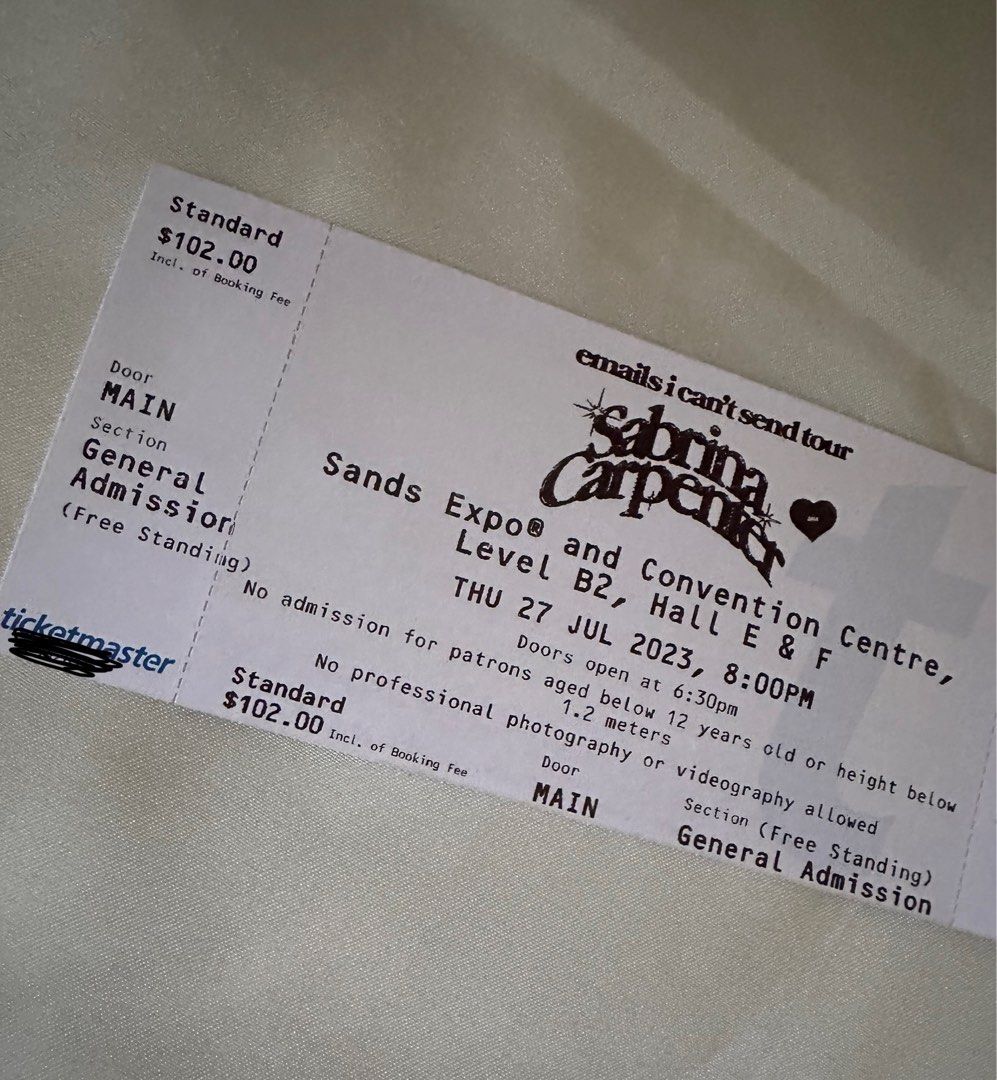 Standard
$102.00
Incl. of Booking Fee
Door
MAIN
Section
General
Admission
(Free Standing)
ticketmaster
emails i can't send tour
sabrina
Carpenter
Sands Expo® and Convention Centre,
Level B2, Hall E & F
THU 27 JUL 2023, 8:00PM
Doors open at 6:30pm
No admission for patrons aged below 12 years old or height below
1.2 meters
No professional photography or videography allowed
Standard
$102.00 Incl. of Booking Fee
Door
MAIN
Section (Free Standing)
General Admission